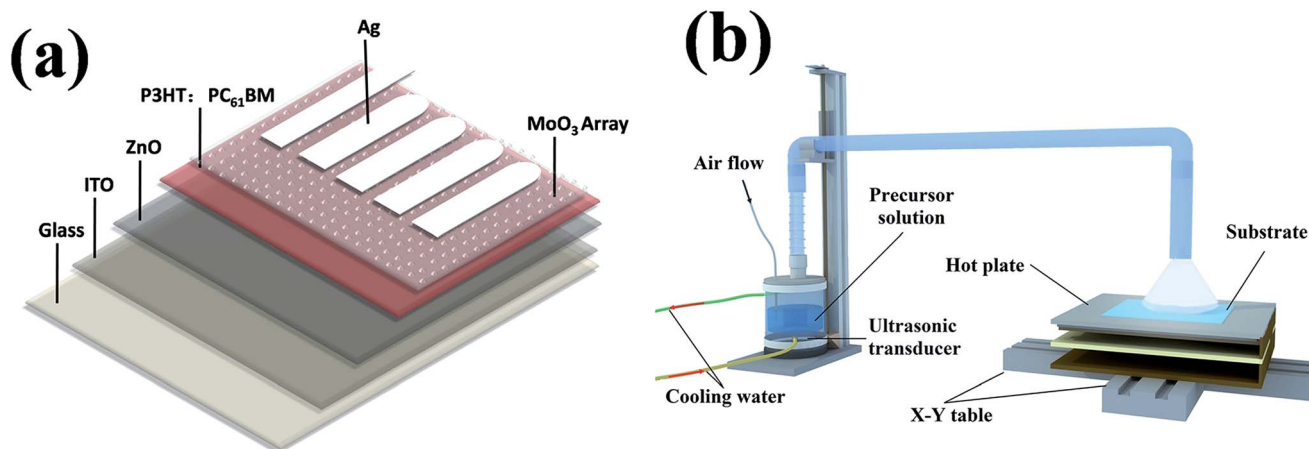 (a)
Ag
P3HT: PC61BM
MoO3 Array
ZnO
ITO
Glass
(b)
Air flow
Precursor
solution
Substrate
Hot plate
Ultrasonic
transducer
Cooling water
X-Y table